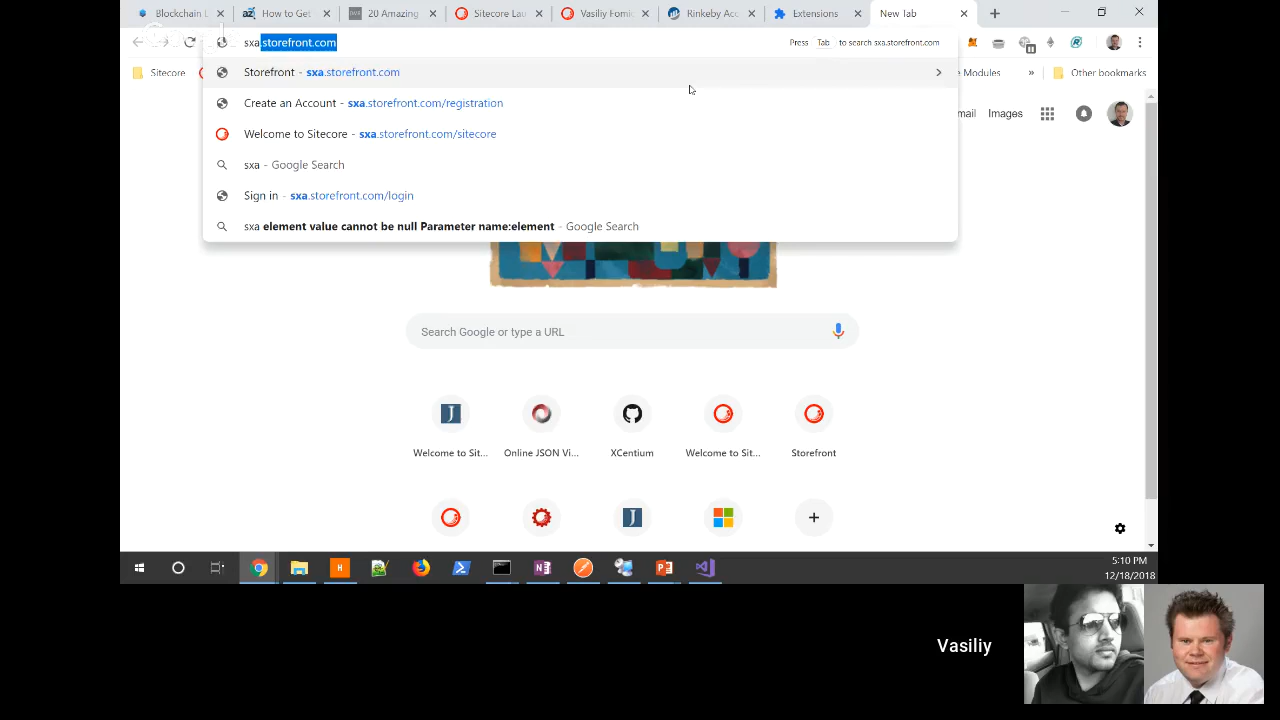 Blockchain L
How to Get
20 Amazing
Sitecore Lau
Vasiliy Fomic
Rinkeby Acc
Extensions
New Tab
sxa.storefront.com
Press Tab to search sxa.storefront.com
Sitecore
Modules
»
Other bookmarks
Storefront - sxa.storefront.com
Create an Account - sxa.storefront.com/registration
Welcome to Sitecore - sxa.storefront.com/sitecore
sxa - Google Search
Sign in - sxa.storefront.com/login
sxa element value cannot be null Parameter name:element - Google Search
mail
Images
Search Google or type a URL
Welcome to Sit...
Online JSON Vi...
XCentium
Welcome to Sit...
Storefront
5:10 PM
12/18/2018
Vasiliy